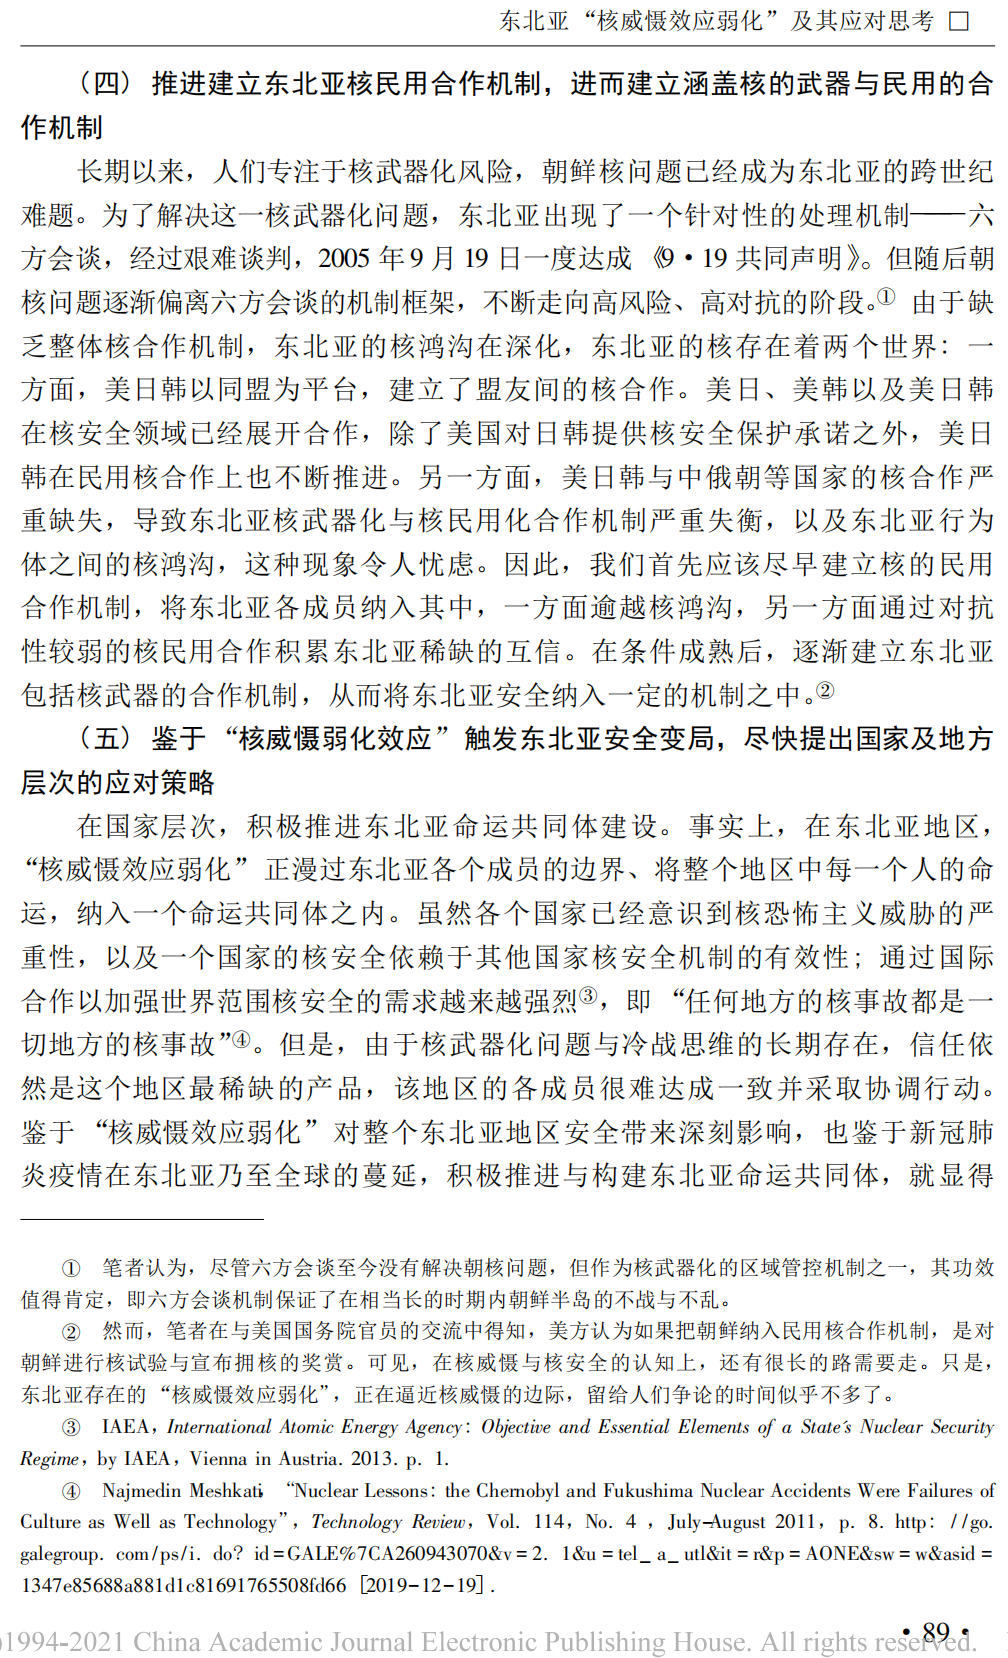 东北亚“核威慑效应弱化”及其应对思考 □
（四）推进建立东北亚核民用合作机制，进而建立涵盖核的武器与民用的合
作机制
长期以来，人们专注于核武器化风险，朝鲜核问题已经成为东北亚的跨世纪
难题。为了解决这一核武器化问题，东北亚出现了一个针对性的处理机制——六
方会谈，经过艰难谈判，2005 年 9 月 19 日一度达成《9·19 共同声明》。但随后朝
核问题逐渐偏离六方会谈的机制框架，不断走向高风险、高对抗的阶段。① 由于缺
乏整体核合作机制，东北亚的核鸿沟在深化，东北亚的核存在着两个世界：一
方面，美日韩以同盟为平台，建立了盟友间的核合作。美日、美韩以及美日韩
在核安全领域已经展开合作，除了美国对日韩提供核安全保护承诺之外，美日
韩在民用核合作上也不断推进。另一方面，美日韩与中俄朝等国家的核合作严
重缺失，导致东北亚核武器化与核民用化合作机制严重失衡，以及东北亚行为
体之间的核鸿沟，这种现象令人忧虑。因此，我们首先应该尽早建立核的民用
合作机制，将东北亚各成员纳入其中，一方面逾越核鸿沟，另一方面通过对抗
性较弱的核民用合作积累东北亚稀缺的互信。在条件成熟后，逐渐建立东北亚
包括核武器的合作机制，从而将东北亚安全纳入一定的机制之中。②
（五）鉴于“核威慑弱化效应”触发东北亚安全变局，尽快提出国家及地方
层次的应对策略
在国家层次，积极推进东北亚命运共同体建设。事实上，在东北亚地区，
“核威慑效应弱化”正漫过东北亚各个成员的边界、将整个地区中每一个人的命
运，纳入一个命运共同体之内。虽然各个国家已经意识到核恐怖主义威胁的严
重性，以及一个国家的核安全依赖于其他国家核安全机制的有效性；通过国际
合作以加强世界范围核安全的需求越来越强烈③，即“任何地方的核事故都是一
切地方的核事故”④。但是，由于核武器化问题与冷战思维的长期存在，信任依
然是这个地区最稀缺的产品，该地区的各成员很难达成一致并采取协调行动。
鉴于“核威慑效应弱化”对整个东北亚地区安全带来深刻影响，也鉴于新冠肺
炎疫情在东北亚乃至全球的蔓延，积极推进与构建东北亚命运共同体，就显得
① 笔者认为，尽管六方会谈至今没有解决朝核问题，但作为核武器化的区域管控机制之一，其功效
值得肯定，即六方会谈机制保证了在相当长的时期内朝鲜半岛的不战与不乱。
② 然而，笔者在与美国国务院官员的交流中得知，美方认为如果把朝鲜纳入民用核合作机制，是对
朝鲜进行核试验与宣布拥核的奖赏。可见，在核威慑与核安全的认知上，还有很长的路需要走。只是，
东北亚存在的“核威慑效应弱化”，正在逼近核威慑的边际，留给人们争论的时间似乎不多了。
③ IAEA，International Atomic Energy Agency：Objective and Essential Elements of a State´s Nuclear Security
Regime，by IAEA，Vienna in Austria. 2013. p. 1.
④ Najmedin Meshkati，“Nuclear Lessons：the Chernobyl and Fukushima Nuclear Accidents Were Failures of
Culture as Well as Technology”，Technology Review，Vol. 114，No. 4 ，July-August 2011，p. 8. http：//go.
galegroup. com/ps/i. do？id=GALE%7CA260943070&v=2. 1&u=tel_ a_ utl&it=r&p=AONE&sw=w&asid=
1347e85688a881d1c81691765508fd66 [2019-12-19].
·89·
)1994-2021 China Academic Journal Electronic Publishing House. All rights reserved.